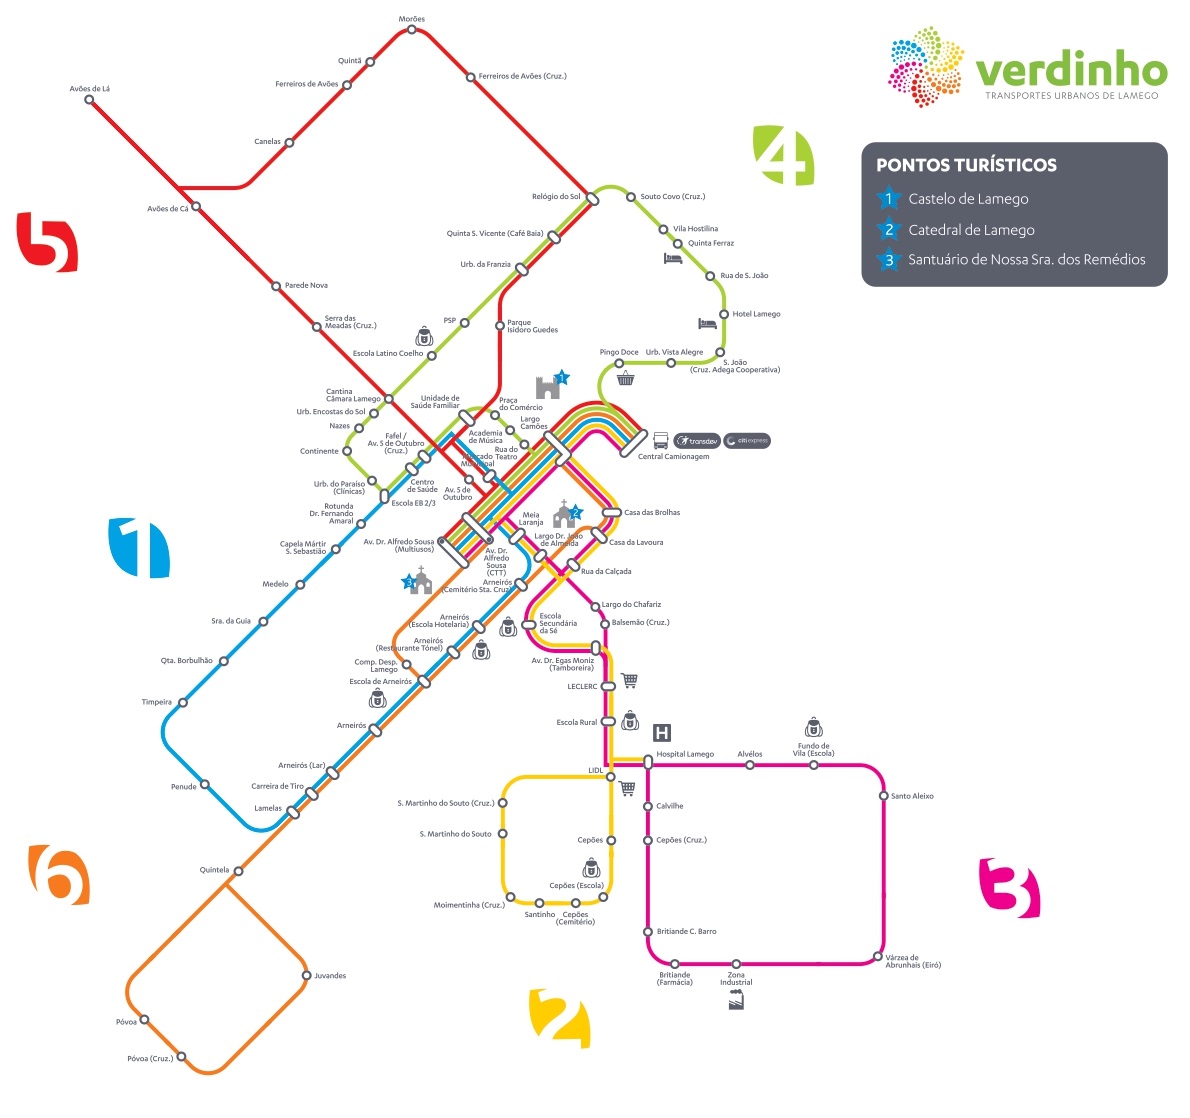 Morões
Quintã
Ferreiros de Avões
Ferreiros de Avões (Cruz.)
Avões de Lá
Canelas
Avões de Cá
verdinho
TRANSPORTES URBANOS DE LAMEGO
PONTOS TURÍSTICOS
1 Castelo de Lamego
2 Catedral de Lamego
3 Santuário de Nossa Sra. dos Remédios
4
5
Relógio do Sol
Souto Covo (Cruz.)
Quinta S. Vicente (Café Baia)
Vila Hostilina
Quinta Ferraz
Urb. da Franzia
Rua de S. João
Parede Nova
Hotel Lamego
Serra das
Meadas (Cruz.)
PSP
Parque
Isidoro Guedes
Escola Latino Coelho
Pingo Doce
Urb. Vista Alegre
S. João
(Cruz. Adega Cooperativa)
1
Cantina
Câmara Lamego
Unidade de
Saúde Familiar
Praça
do Comércio
Urb. Encostas do Sol
Largo
Camões
Nazes
Fafel /
Av. 5 de Outubro
(Cruz.)
Academia
de Música
Rua do
Teatro
Mercado
Municipal
Continente
transdev
citiexpress
Central Camionagem
Centro
de Saúde
Urb. do Paraíso
(Clínicas)
Av. 5 de
Outubro
Escola EB 2/3
Rotunda
Dr. Fernando
Amaral
Meia
Laranja
2
Casa das Brolhas
Capela Mártir
S. Sebastião
Av. Dr. Alfredo Sousa
(Multiusos)
Largo Dr. João
de Almeida
Casa da Lavoura
Av. Dr.
Alfredo
Sousa
(CTT)
Rua da Calçada
1
3
Medelo
Arneirós
(Cemitério Sta. Cruz)
Largo do Chafariz
Sra. da Guia
Arneirós
(Escola Hotelaria)
Escola
Secundária
da Sé
Balsemão (Cruz.)
Arneirós
(Restaurante Tónel)
Qta. Borbulhão
Comp. Desp.
Lamego
Av. Dr. Egas Moniz
(Tamboreira)
Escola de Arneirós
LECLERC
Timpeira
Arneirós
Escola Rural
H
Hospital Lamego
Alvélos
Fundo de
Vila (Escola)
Arneirós (Lar)
LIDL
Penude
Carreira de Tiro
Santo Aleixo
Lamelas
S. Martinho do Souto (Cruz.)
Calvilhe
S. Martinho do Souto
Cepões
Cepões (Cruz.)
6
Quintela
Cepões (Escola)
3
Moimentinha (Cruz.)
Santinho
Cepões
(Cemitério)
Britiande C. Barro
Várzea de
Abrunhais (Eiró)
Juvandes
Britiande
(Farmácia)
Zona
Industrial
2
Póvoa
Póvoa (Cruz.)